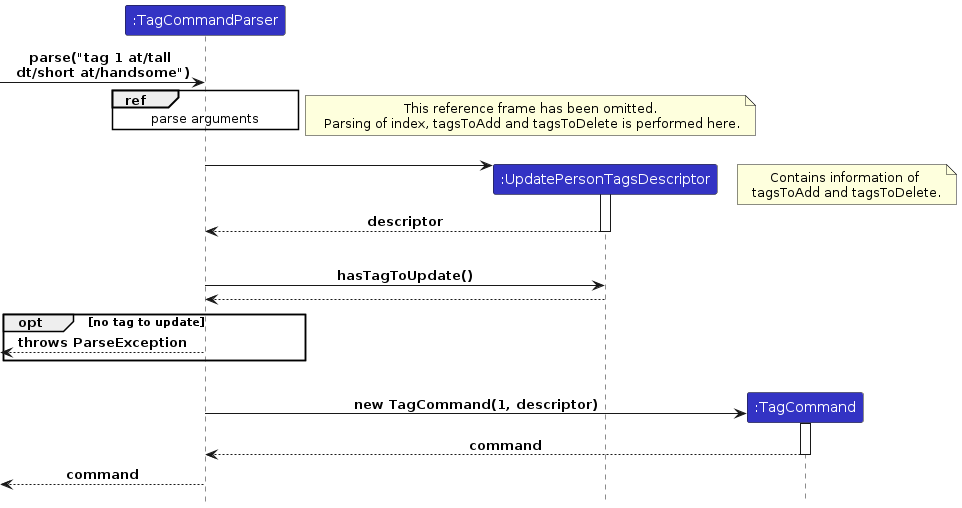 :TagCommandParser
parse("tag 1 at/tall
dt/short at/handsome")
ref
parse arguments
This reference frame has been omitted.
Parsing of index, tagsToAdd and tagsToDelete is performed here.
:UpdatePersonTagsDescriptor
Contains information of
tagsToAdd and tagsToDelete.
descriptor
hasTagToUpdate()
opt
[no tag to update]
throws ParseException
new TagCommand(1, descriptor)
:TagCommand
command
command